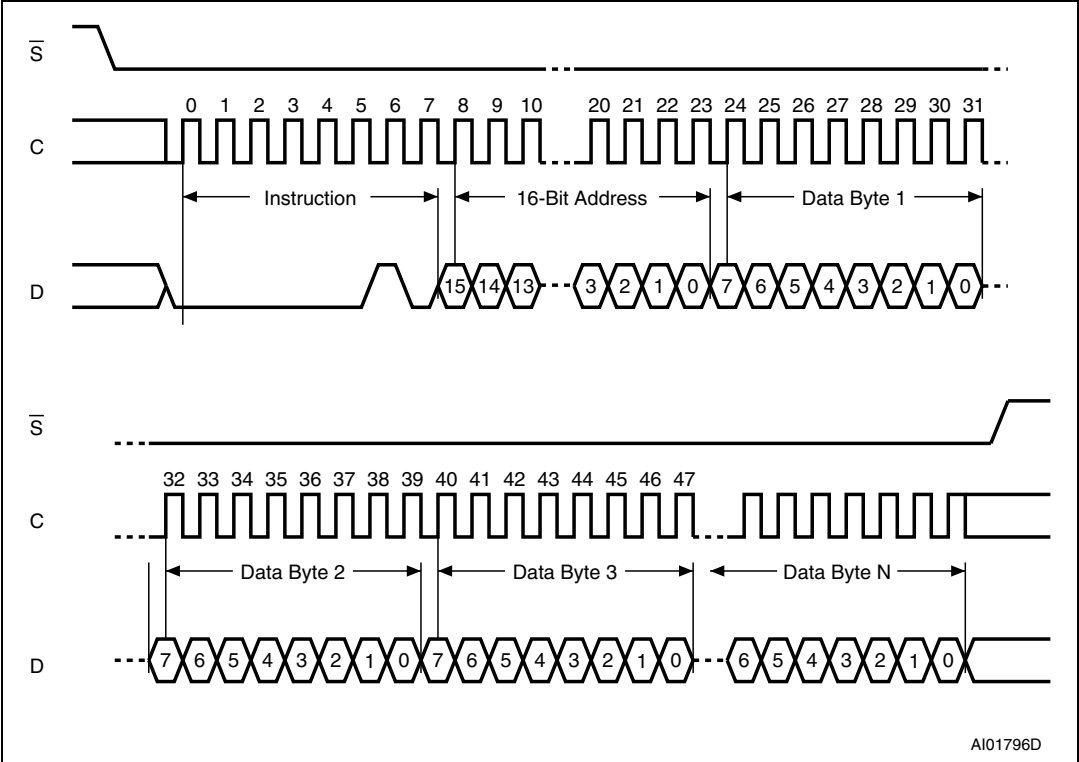 S̅
0 1 2 3 4 5 6 7 8 9 10 20 21 22 23 24 25 26 27 28 29 30 31
C
Instruction 16-Bit Address Data Byte 1
D 15 14 13 3 2 1 0 7 6 5 4 3 2 1 0
S̅
32 33 34 35 36 37 38 39 40 41 42 43 44 45 46 47
C
Data Byte 2 Data Byte 3 Data Byte N
D 7 6 5 4 3 2 1 0 7 6 5 4 3 2 1 0 6 5 4 3 2 1 0
AI01796D